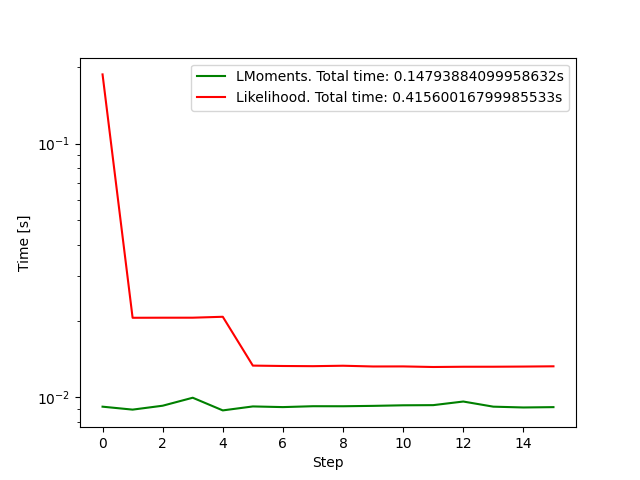 LMoments. Total time: 0.14793884099958632s
Likelihood. Total time: 0.41560016799985533s
10⁻¹
10⁻²
Time [s]
0 2 4 6 8 10 12 14
Step